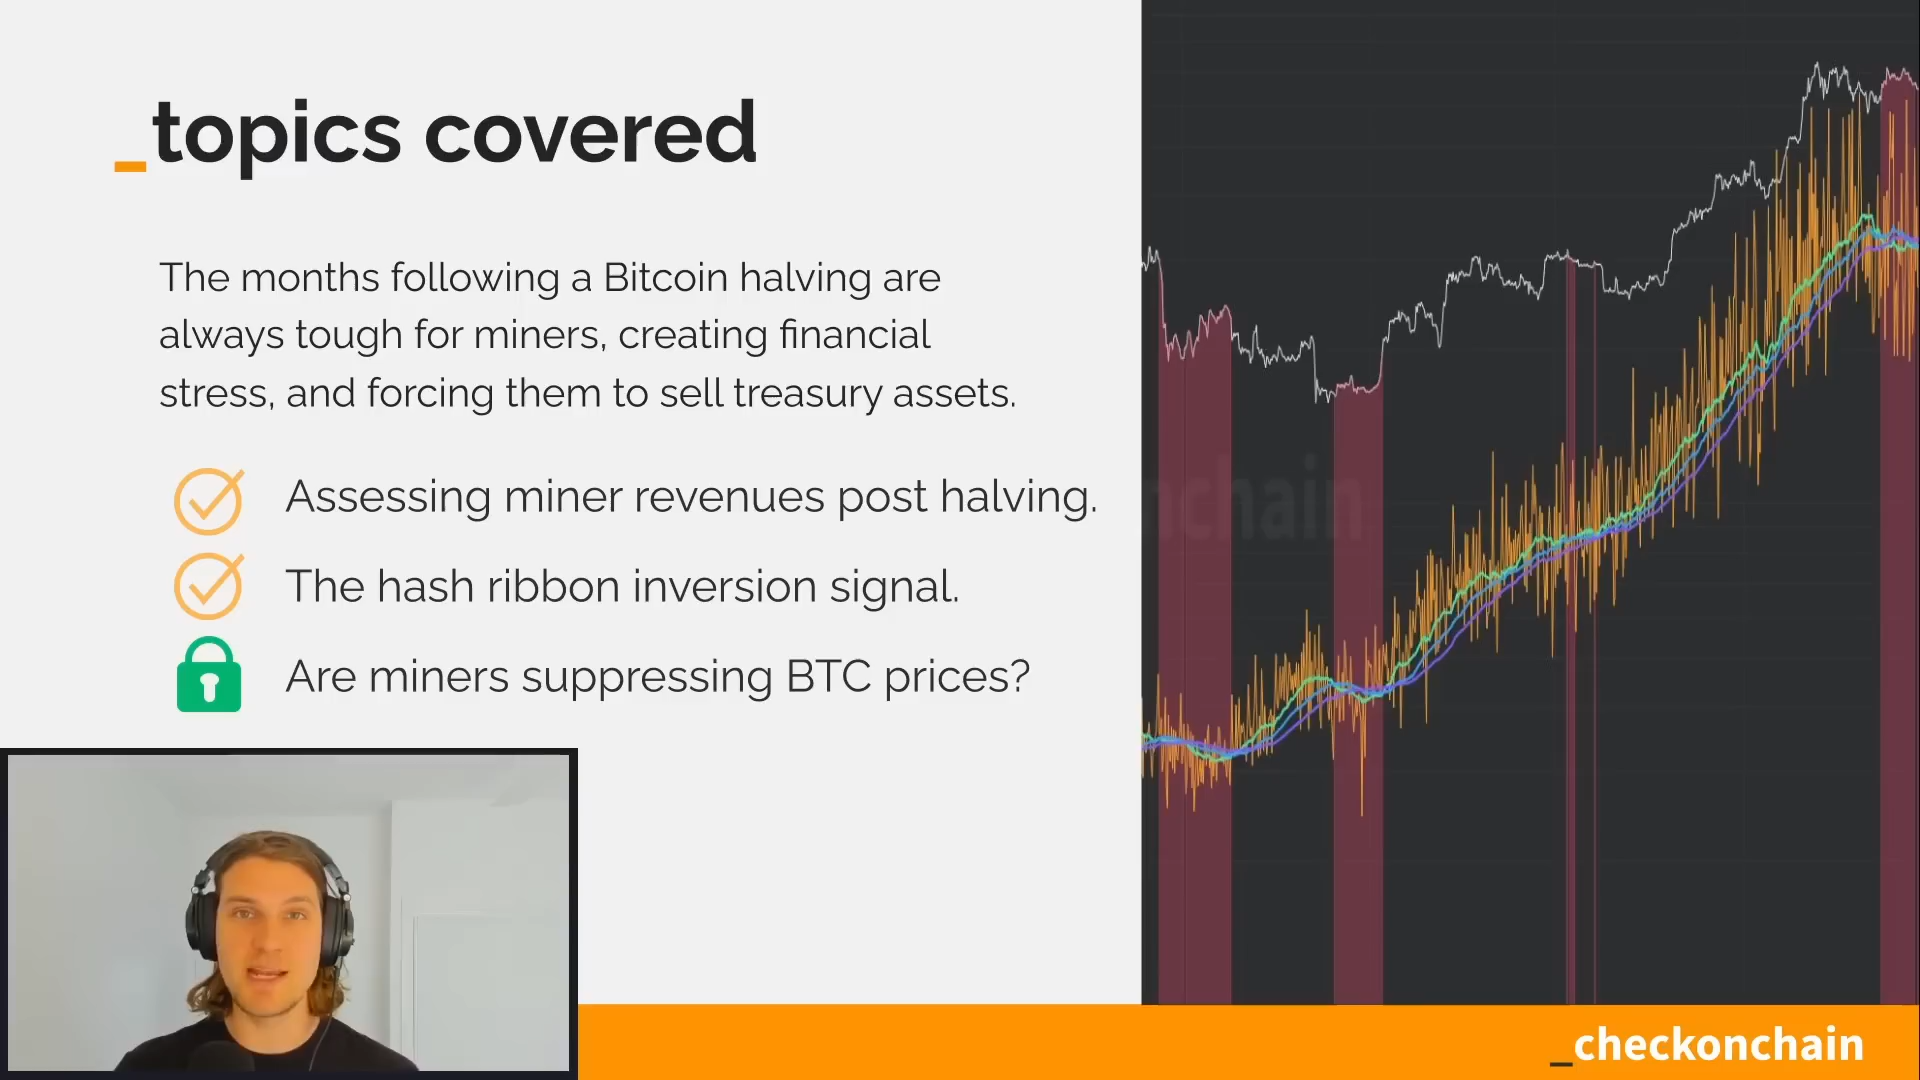 _topics covered
The months following a Bitcoin halving are
always tough for miners, creating financial
stress, and forcing them to sell treasury assets.
Assessing miner revenues post halving.
The hash ribbon inversion signal.
Are miners suppressing BTC prices?
nchain
_checkonchain